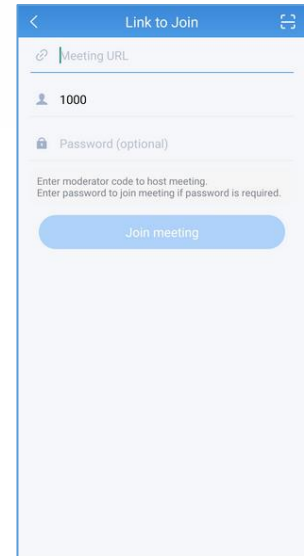 Link to Join
Meeting URL
1000
Password (optional)
Enter moderator code to host meeting.
Enter password to join meeting if password is required.
Join meeting